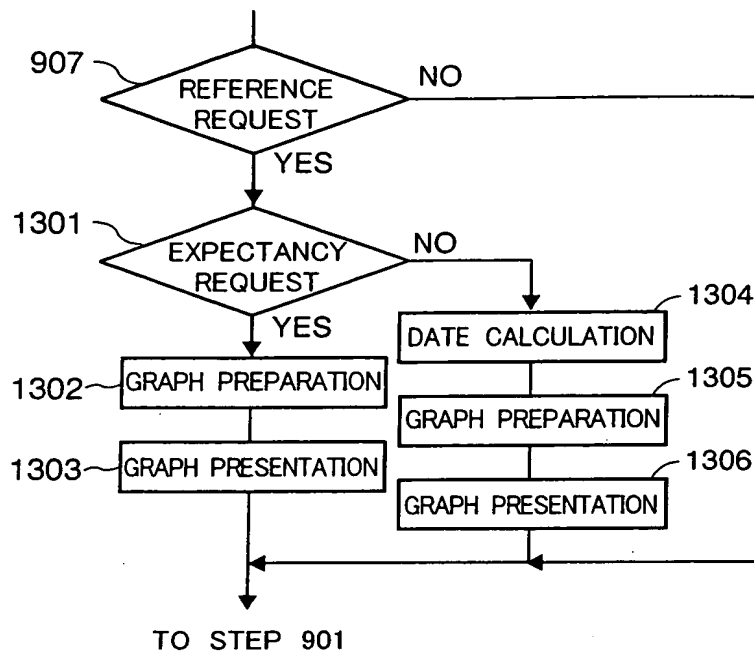 907
REFERENCE
REQUEST
NO
YES
1301
EXPECTANCY
REQUEST
NO
YES
1304
DATE CALCULATION
1302
GRAPH PREPARATION
1305
GRAPH PREPARATION
1303
GRAPH PRESENTATION
1306
GRAPH PRESENTATION
TO STEP 901